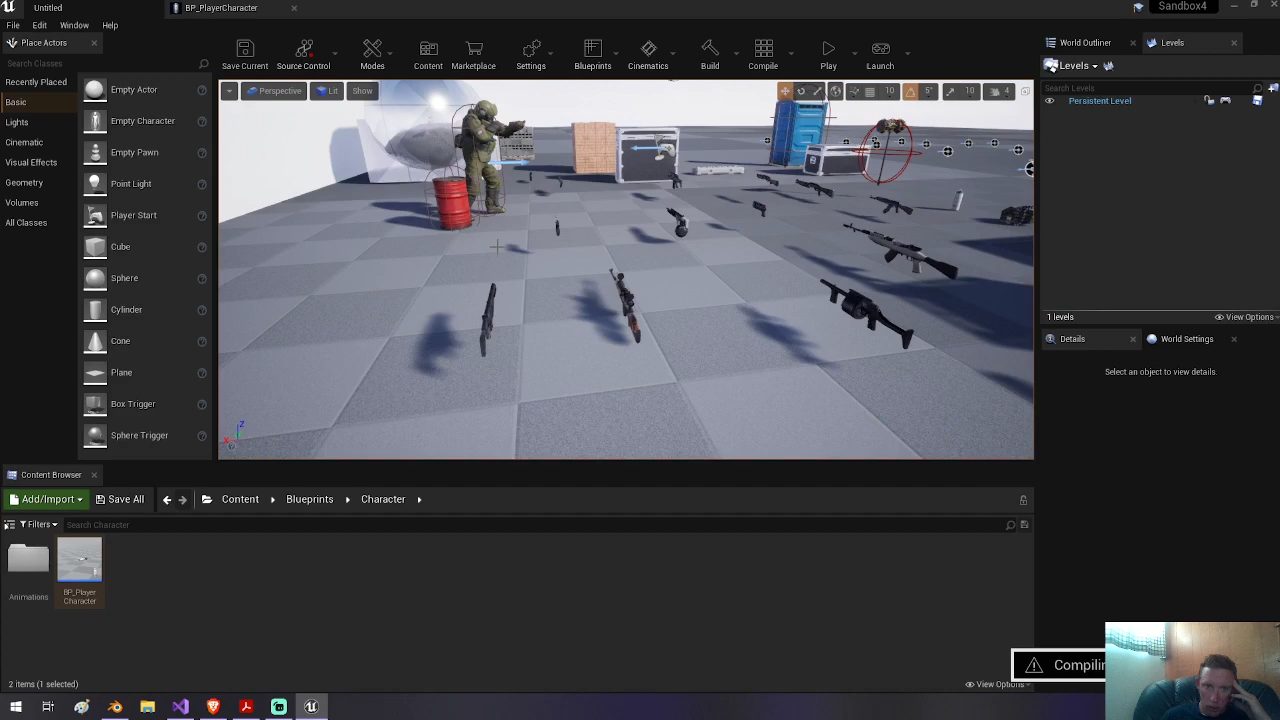 Untitled
BP_PlayerCharacter
Sandbox4
File Edit Window Help
Place Actors
World Outliner
Levels
Save Current
Source Control
Modes
Content
Marketplace
Settings
Blueprints
Cinematics
Build
Compile
Play
Launch
Search Classes
Levels
Search Levels
Persistent Level
Recently Placed
Basic
Lights
Cinematic
Visual Effects
Geometry
Volumes
All Classes
Empty Actor
Empty Character
Empty Pawn
Point Light
Player Start
Cube
Sphere
Cylinder
Cone
Plane
Box Trigger
Sphere Trigger
Perspective
Lit
Show
10
5°
10
4
Z
X
1 levels
View Options
Details
World Settings
Select an object to view details.
Content Browser
Add/Import
Save All
Content
Blueprints
Character
Filters
Search Character
Animations
BP_Player
Character
2 items (1 selected)
View Options
Compilin